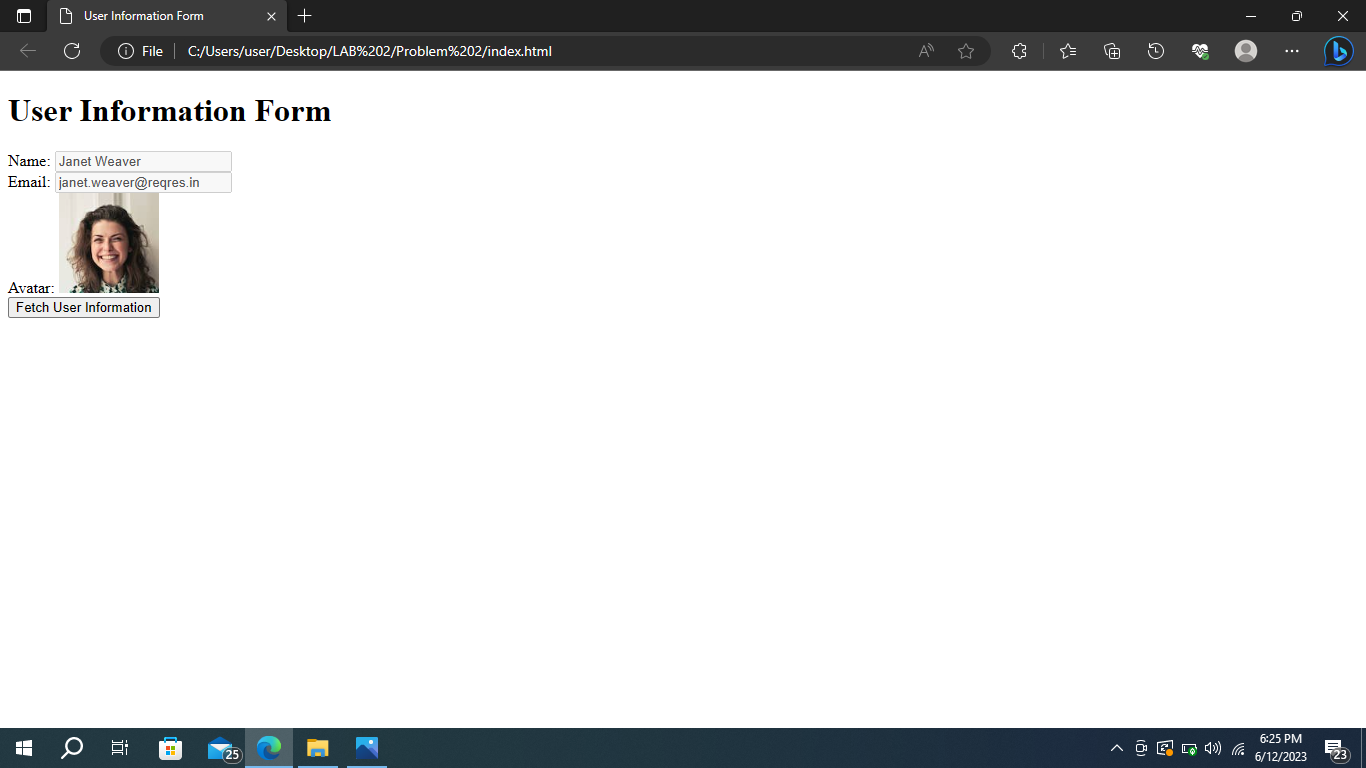 User Information Form
File
C:/Users/user/Desktop/LAB%202/Problem%202/index.html
User Information Form
Name: Janet Weaver
Email: janet.weaver@reqres.in
Avatar:
Fetch User Information
25
6:25 PM
6/12/2023
23